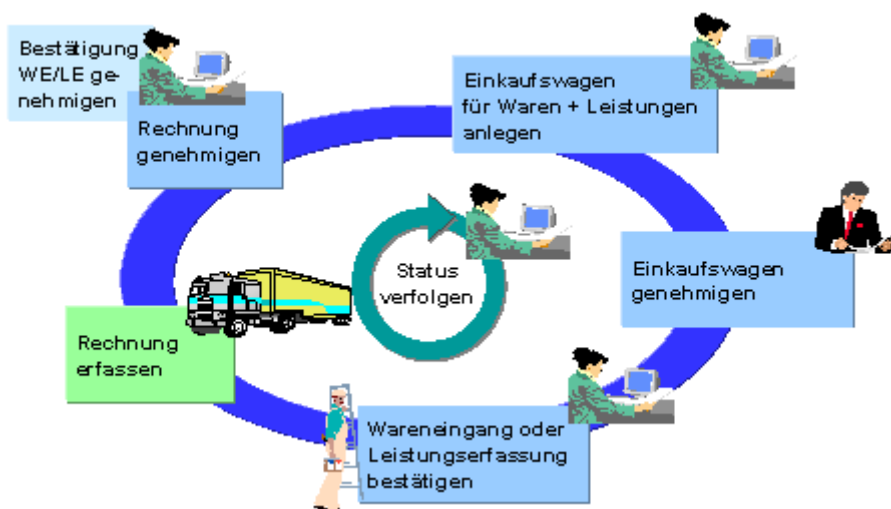 Bestätigung
WE/LE ge-
nehmigen
Rechnung
genehmigen
Einkaufswagen
für Waren + Leistungen
anlegen
Status
verfolgen
Einkaufswagen
genehmigen
Rechnung
erfassen
Wareneingang oder
Leistungserfassung
bestätigen